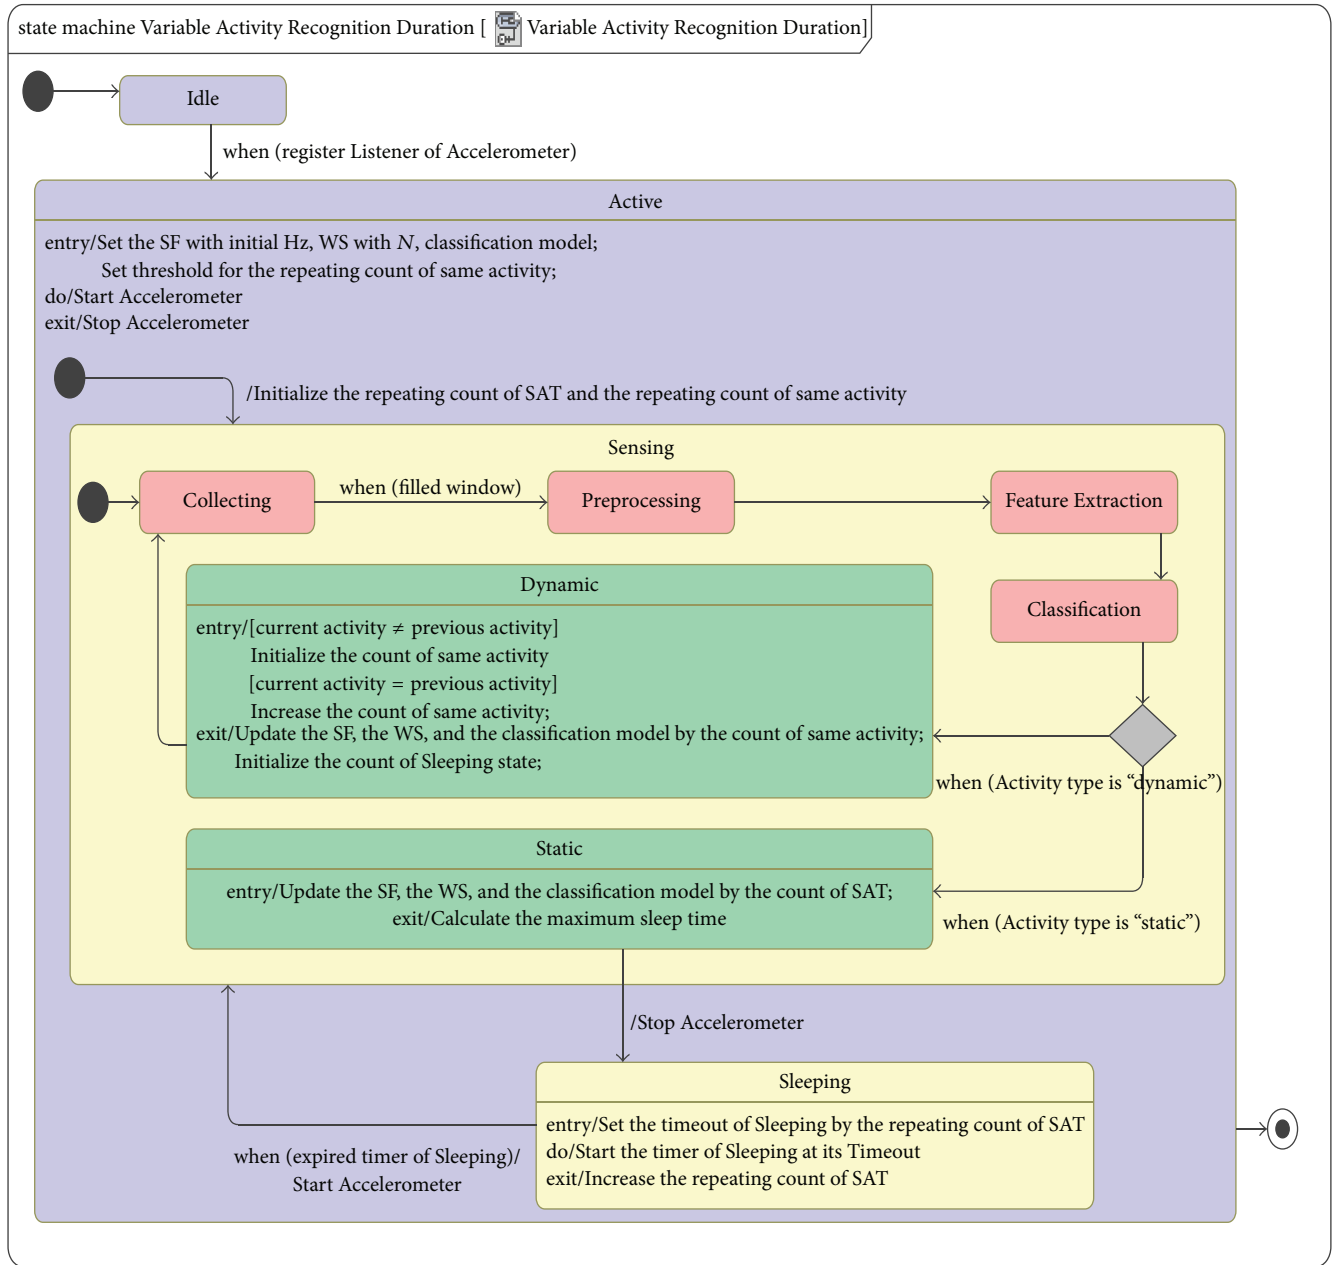 state machine Variable Activity Recognition Duration [ Variable Activity Recognition Duration]
Idle
when (register Listener of Accelerometer)
Active
entry/Set the SF with initial Hz, WS with N, classification model;
Set threshold for the repeating count of same activity;
do/Start Accelerometer
exit/Stop Accelerometer
/Initialize the repeating count of SAT and the repeating count of same activity
Sensing
Collecting
when (filled window)
Preprocessing
Feature Extraction
Classification
Dynamic
entry/[current activity ≠ previous activity]
Initialize the count of same activity
[current activity = previous activity]
Increase the count of same activity;
exit/Update the SF, the WS, and the classification model by the count of same activity;
Initialize the count of Sleeping state;
when (Activity type is “dynamic”)
Static
entry/Update the SF, the WS, and the classification model by the count of SAT;
exit/Calculate the maximum sleep time
when (Activity type is “static”)
/Stop Accelerometer
Sleeping
entry/Set the timeout of Sleeping by the repeating count of SAT
do/Start the timer of Sleeping at its Timeout
exit/Increase the repeating count of SAT
when (expired timer of Sleeping)/
Start Accelerometer